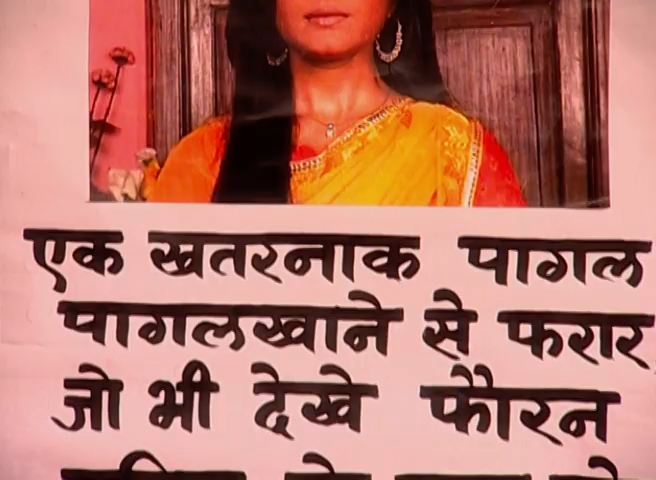 एक खतरनाक पागल
पागलखाने से फरार
जो भी देखे फौरन